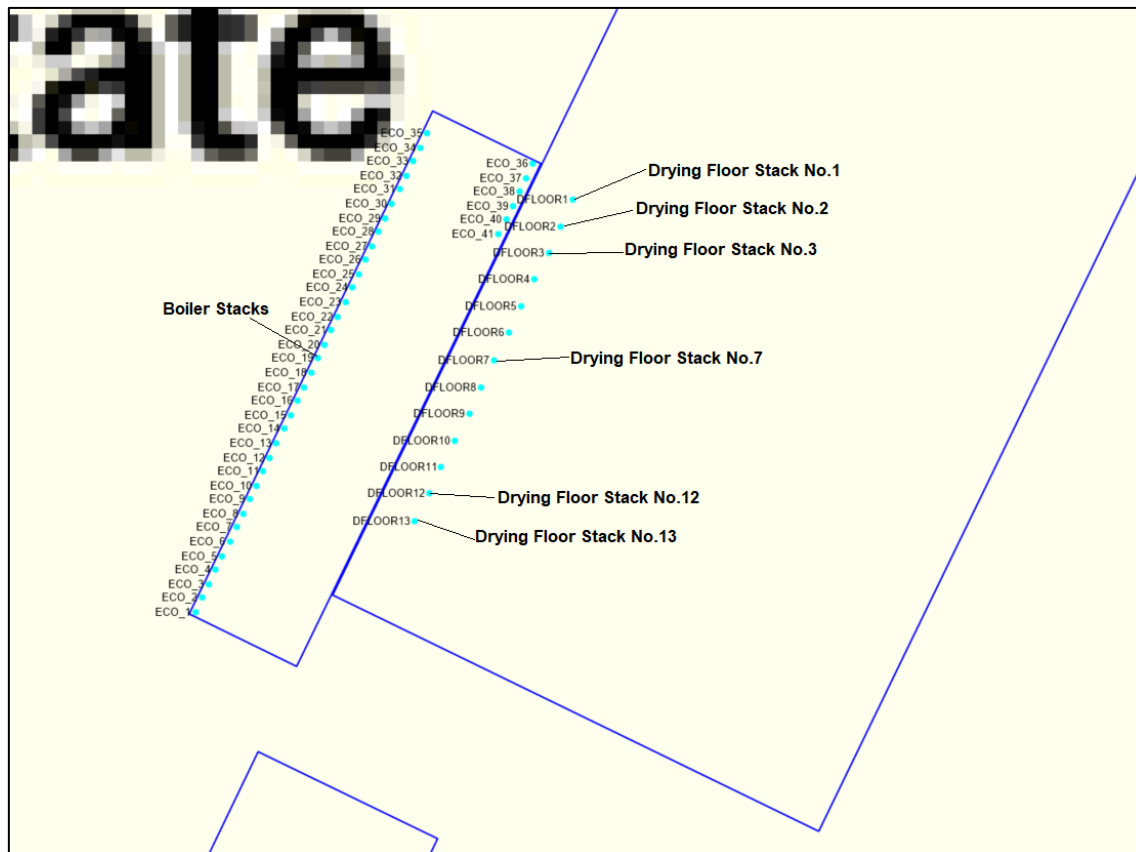 ate
ECO_35
ECO_34
ECO_33
ECO_32
ECO_31
ECO_30
ECO_29
ECO_28
ECO_27
ECO_26
ECO_25
ECO_24
ECO_23
ECO_22
ECO_21
ECO_20
ECO_19
ECO_18
ECO_17
ECO_16
ECO_15
ECO_14
ECO_13
ECO_12
ECO_11
ECO_10
ECO_9
ECO_8
ECO_7
ECO_6
ECO_5
ECO_4
ECO_3
ECO_2
ECO_1
Boiler Stacks
ECO_36
ECO_37
ECO_38
ECO_39
ECO_40
ECO_41
DFLOOR1
DFLOOR2
DFLOOR3
DFLOOR4
DFLOOR5
DFLOOR6
DFLOOR7
DFLOOR8
DFLOOR9
DFLOOR10
DFLOOR11
DFLOOR12
DFLOOR13
Drying Floor Stack No.1
Drying Floor Stack No.2
Drying Floor Stack No.3
Drying Floor Stack No.7
Drying Floor Stack No.12
Drying Floor Stack No.13